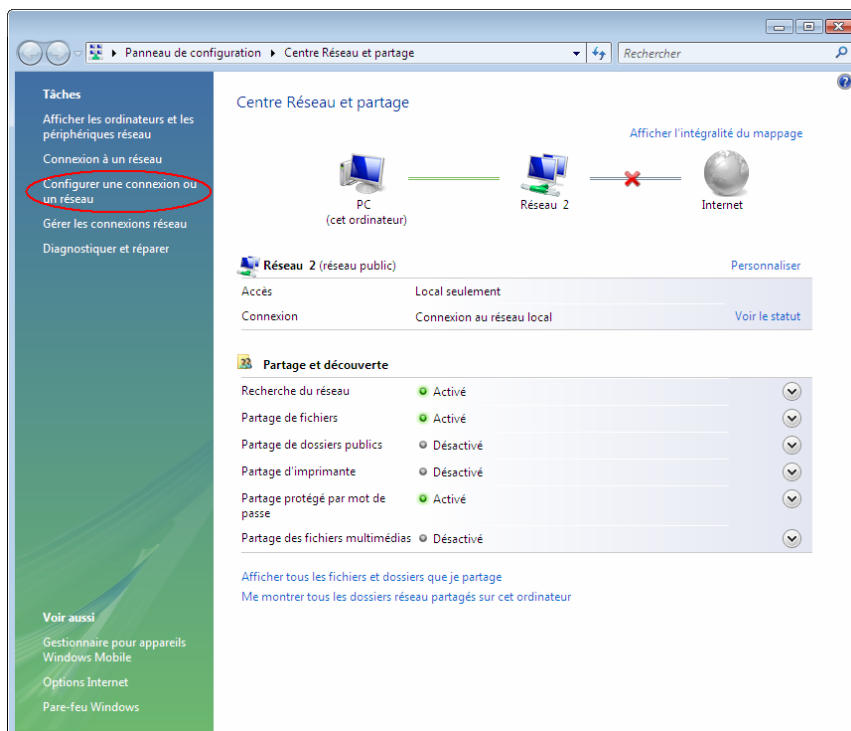 Panneau de configuration ▸ Centre Réseau et partage
Rechercher
Tâches
Afficher les ordinateurs et les
périphériques réseau
Connexion à un réseau
Configurer une connexion ou
un réseau
Gérer les connexions réseau
Diagnostiquer et réparer
Voir aussi
Gestionnaire pour appareils
Windows Mobile
Options Internet
Pare-feu Windows
Centre Réseau et partage
Afficher l'intégralité du mappage
PC
(cet ordinateur)
Réseau 2
Internet
Réseau 2 (réseau public)
Personnaliser
Accès
Local seulement
Connexion
Connexion au réseau local
Voir le statut
Partage et découverte
Recherche du réseau
Activé
Partage de fichiers
Activé
Partage de dossiers publics
Désactivé
Partage d'imprimante
Désactivé
Partage protégé par mot de
passe
Activé
Partage des fichiers multimédias
Désactivé
Afficher tous les fichiers et dossiers que je partage
Me montrer tous les dossiers réseau partagés sur cet ordinateur